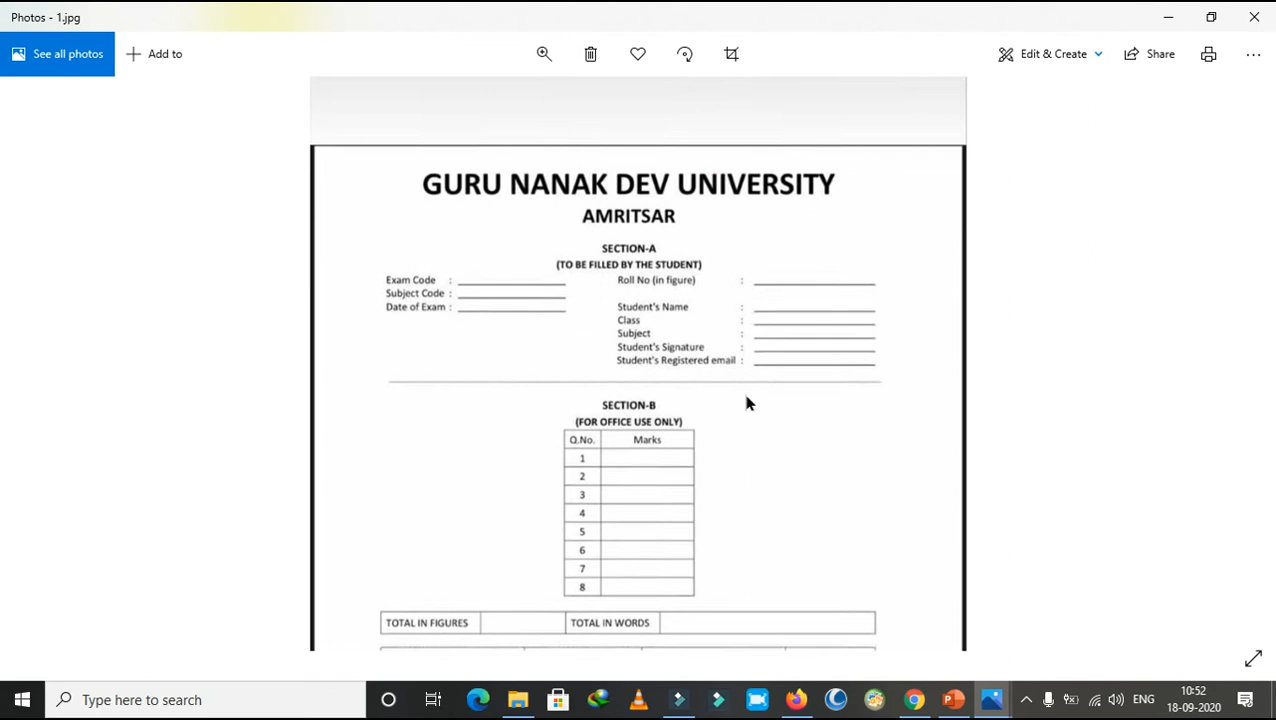 Photos - 1.jpg
See all photos
Add to
Edit & Create
Share
GURU NANAK DEV UNIVERSITY
AMRITSAR
SECTION-A
(TO BE FILLED BY THE STUDENT)
Exam Code : Roll No (in figure) :
Subject Code :
Date of Exam : Student's Name :
Class :
Subject :
Student's Signature :
Student's Registered email :
SECTION-B
(FOR OFFICE USE ONLY)
Q.No. Marks
1
2
3
4
5
6
7
8
TOTAL IN FIGURES TOTAL IN WORDS
Type here to search
ENG
10:52
18-09-2020